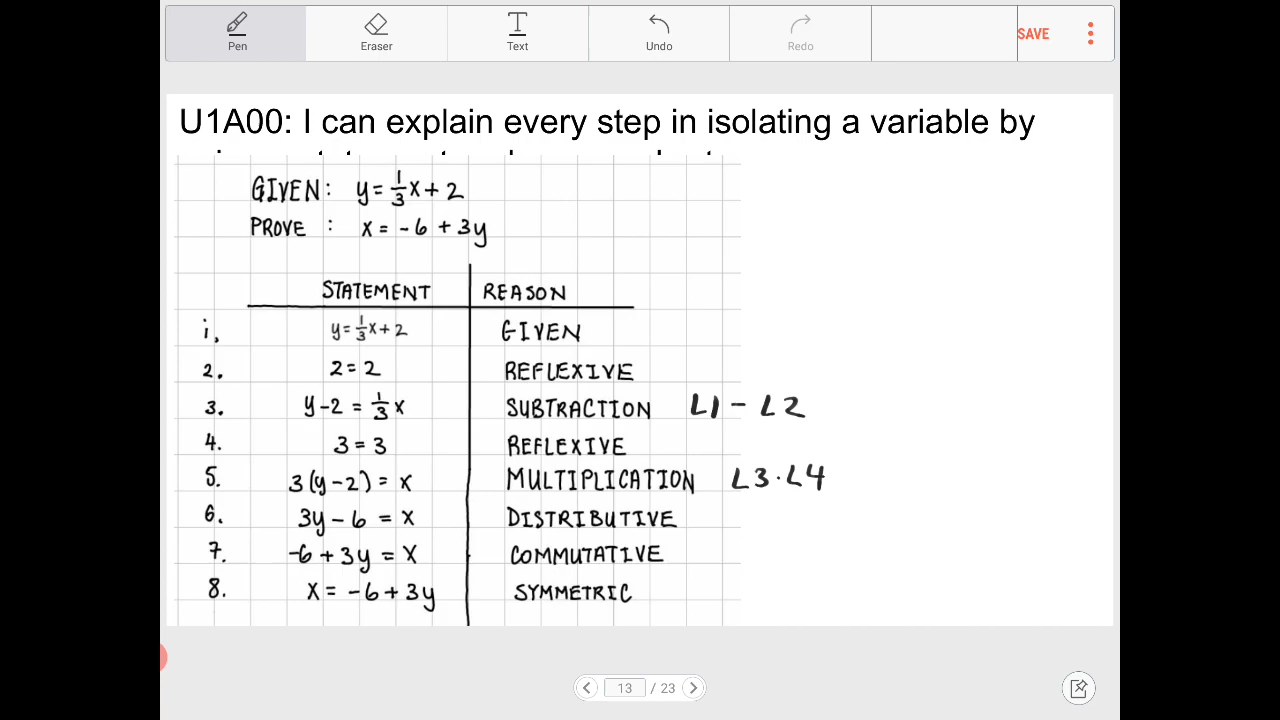 Pen Eraser Text Undo Redo SAVE
U1A00: I can explain every step in isolating a variable by
GIVEN: y = 1/3 x + 2
PROVE : x = -6 + 3y
STATEMENT REASON
1. y = 1/3 x + 2 GIVEN
2. 2 = 2 REFLEXIVE
3. y - 2 = 1/3 x SUBTRACTION L1 - L2
4. 3 = 3 REFLEXIVE
5. 3(y - 2) = x MULTIPLICATION L3 · L4
6. 3y - 6 = x DISTRIBUTIVE
7. -6 + 3y = x COMMUTATIVE
8. x = -6 + 3y SYMMETRIC
13 / 23